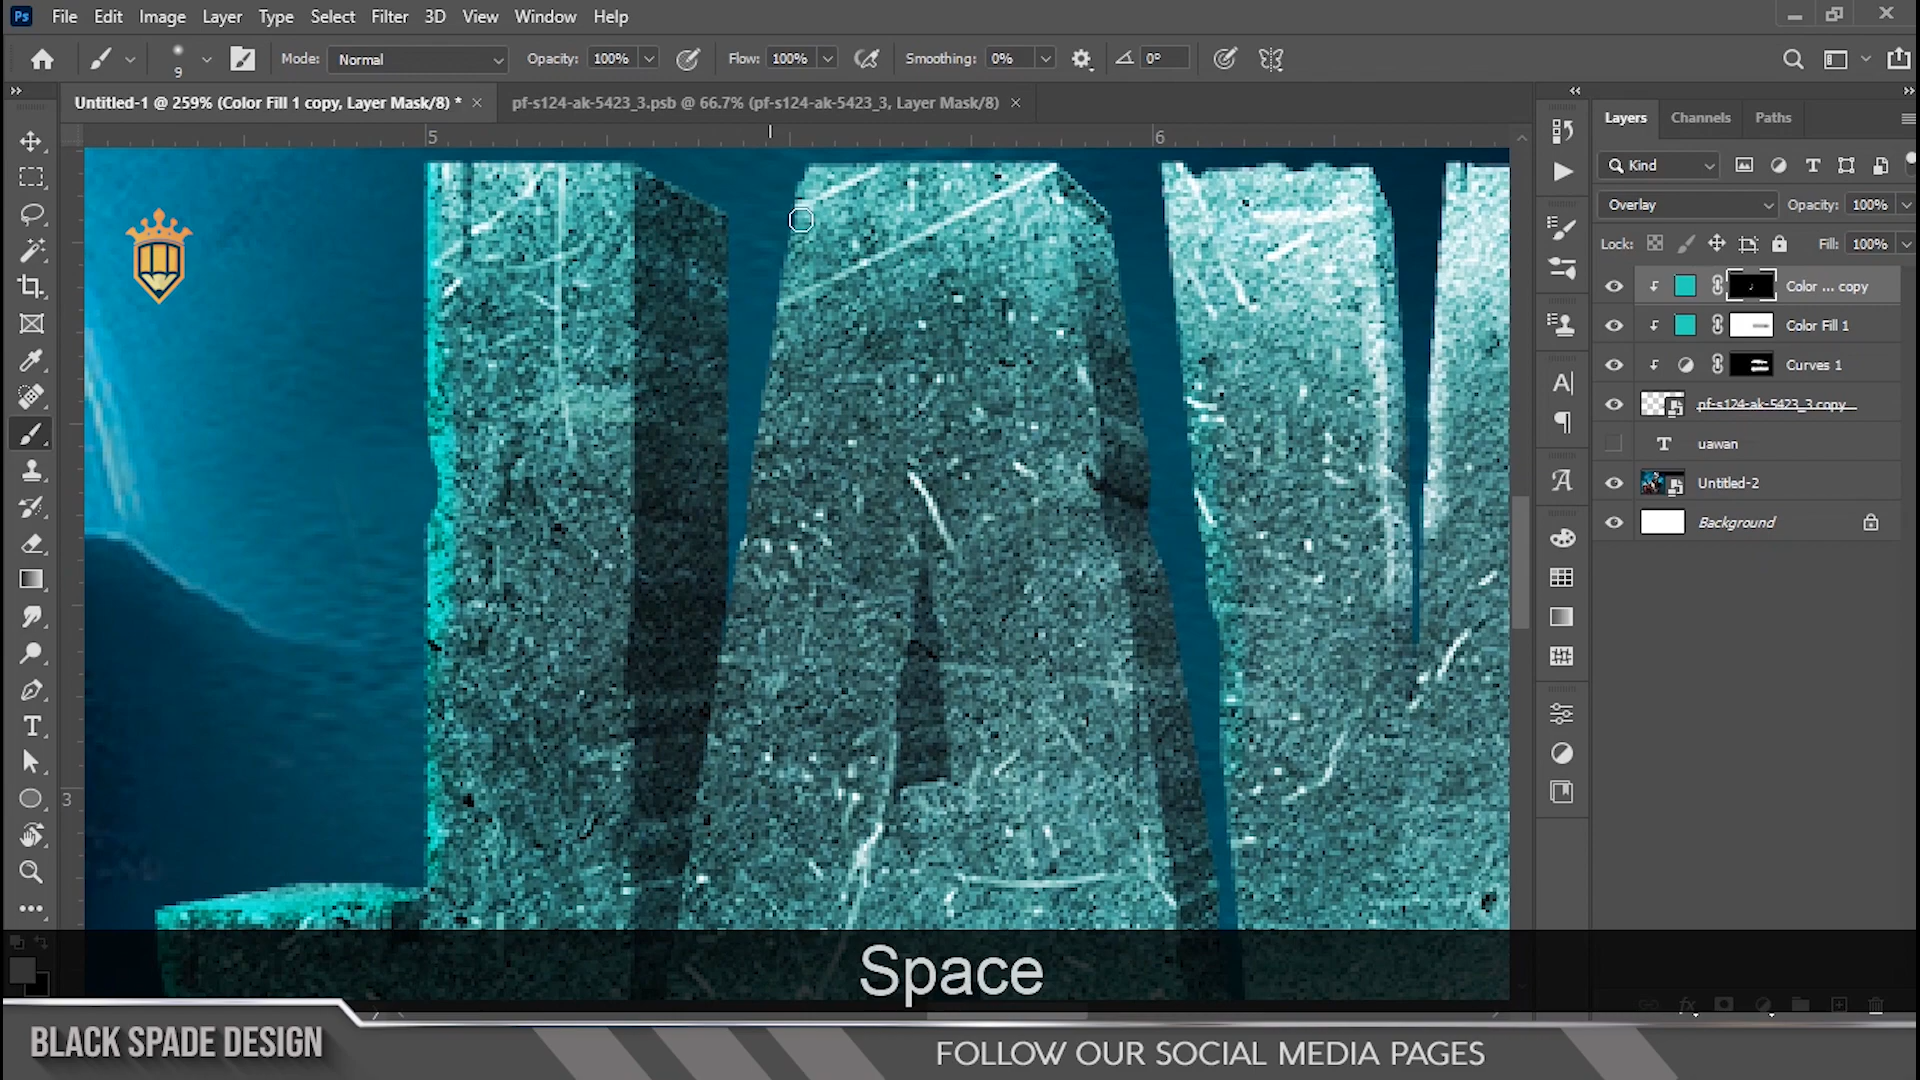 Ps File Edit Image Layer Type Select Filter 3D View Window Help
9 Mode: Normal Opacity: 100% Flow: 100% Smoothing: 0% 0°
Untitled-1 @ 259% (Color Fill 1 copy, Layer Mask/8) * × pf-s124-ak-5423_3.psb @ 66.7% (pf-s124-ak-5423_3, Layer Mask/8) ×
5 6
3
Layers Channels Paths
Kind
Overlay Opacity: 100%
Lock: Fill: 100%
Color ... copy
Color Fill 1
Curves 1
pf-s124-ak-5423_3 copy
uawan
Untitled-2
Background
Space
BLACK SPADE DESIGN
FOLLOW OUR SOCIAL MEDIA PAGES